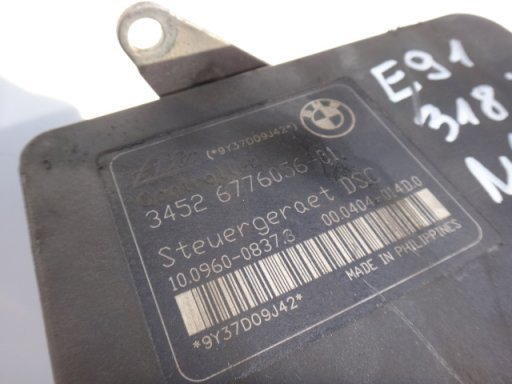 (*9Y37D09J42*)
BMW
3452 6776056-01
Steuergeraet DSC
10.0960-0837.3 00.0404-014D.0
MADE IN PHILIPPINES
*9Y37D09J42*
E91
318